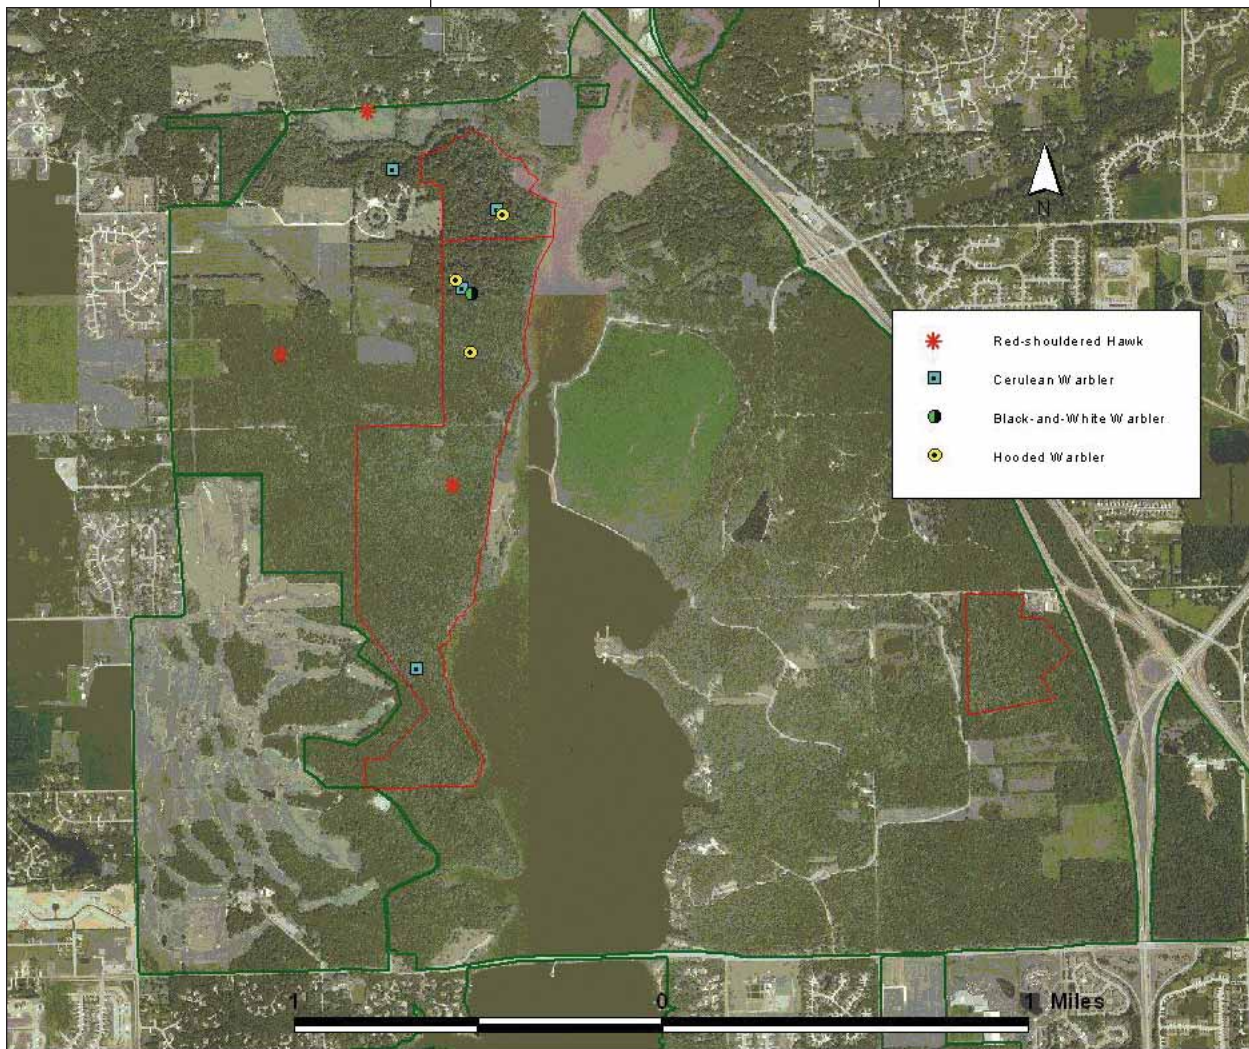 N
Red-shouldered Hawk
Cerulean Warbler
Black-and-White Warbler
Hooded Warbler
1 0 1 Miles